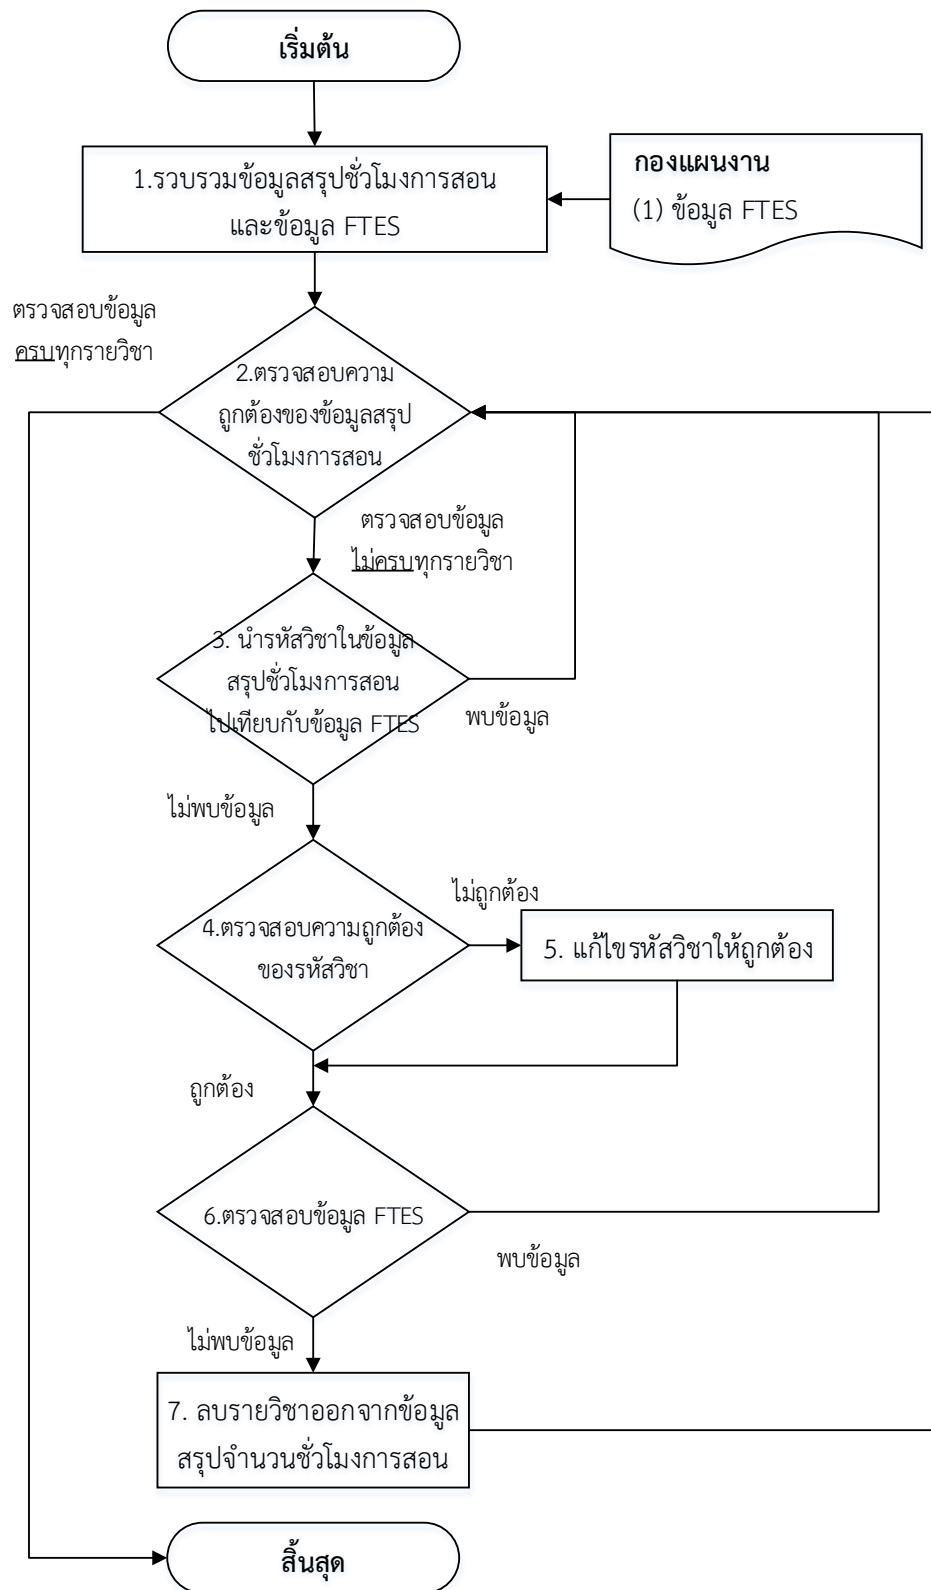 เริ่มต้น
1.รวบรวมข้อมูลสรุปชั่วโมงการสอน
และข้อมูล FTES
กองแผนงาน
(1) ข้อมูล FTES
ตรวจสอบข้อมูล
ครบทุกรายวิชา
2.ตรวจสอบความ
ถูกต้องของข้อมูลสรุป
ชั่วโมงการสอน
ตรวจสอบข้อมูล
ไม่ครบทุกรายวิชา
3. นำรหัสวิชาในข้อมูล
สรุปชั่วโมงการสอน
ไปเทียบกับข้อมูล FTES
พบข้อมูล
ไม่พบข้อมูล
4.ตรวจสอบความถูกต้อง
ของรหัสวิชา
ไม่ถูกต้อง
5. แก้ไขรหัสวิชาให้ถูกต้อง
ถูกต้อง
6.ตรวจสอบข้อมูล FTES
พบข้อมูล
ไม่พบข้อมูล
7. ลบรายวิชาออกจากข้อมูล
สรุปจำนวนชั่วโมงการสอน
สิ้นสุด